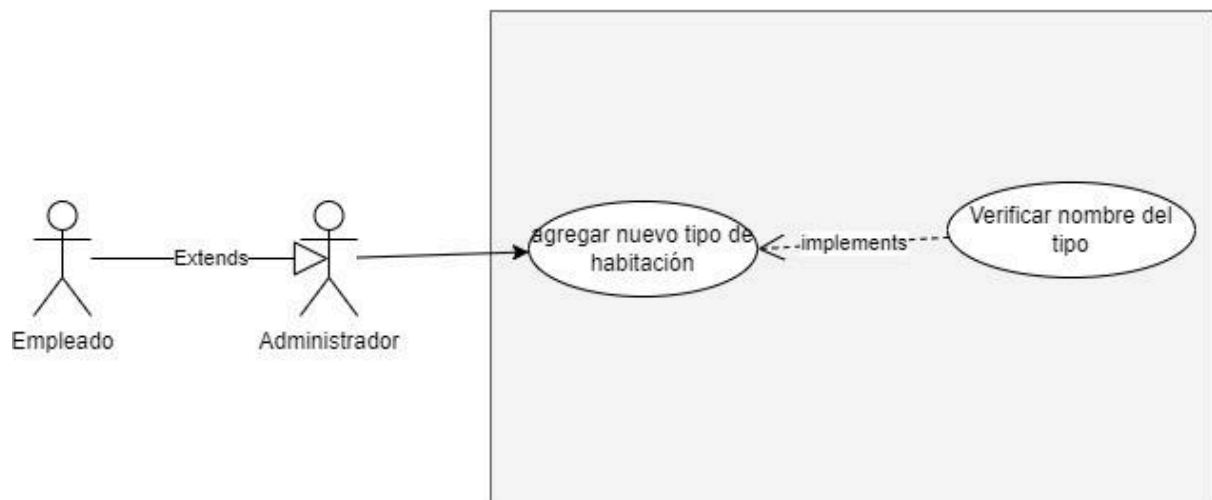 Extends
Empleado
Administrador
agregar nuevo tipo de
habitación
implements
Verificar nombre del
tipo